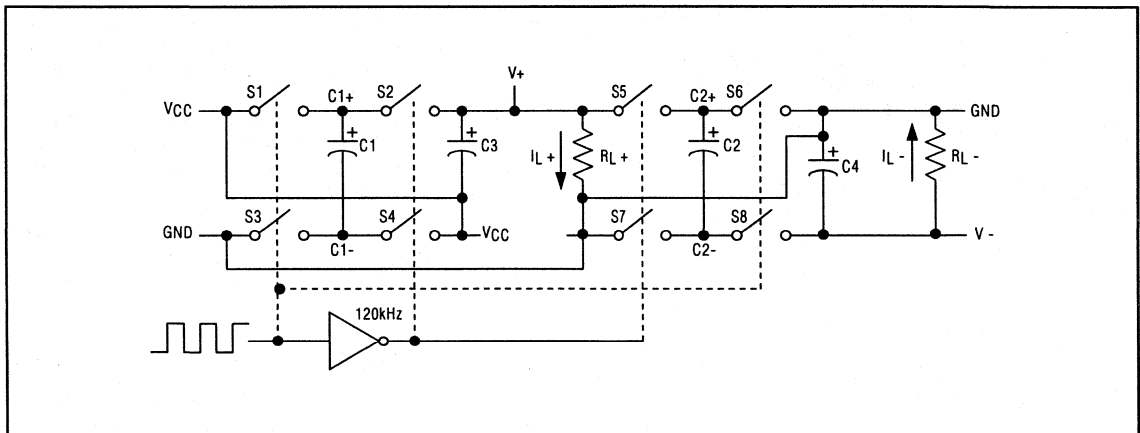 V+
S1 C1+ S2 S5 C2+ S6
VCC GND
C1 C3 IL+ RL+ C2 C4 IL- RL-
S3 S4 S7 S8
GND VCC V-
C1- C2-
120kHz
+ + + +